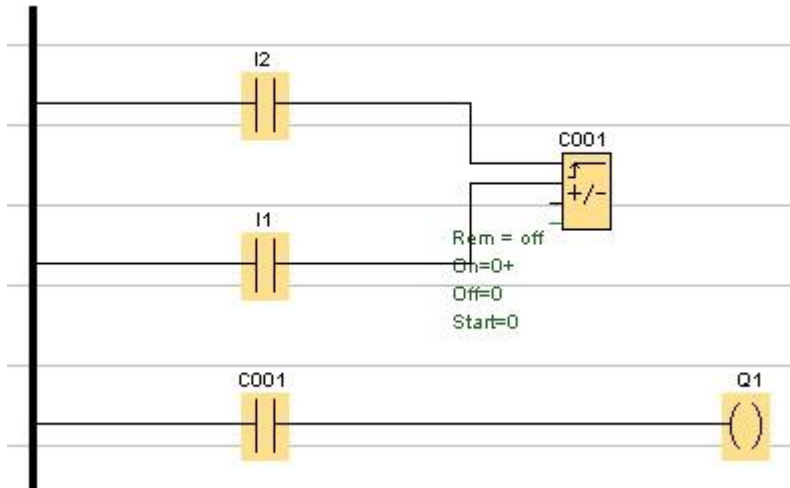 I2
C001
+/-
I1
Rem = off
On=0+
Off=0
Start=0
C001
Q1